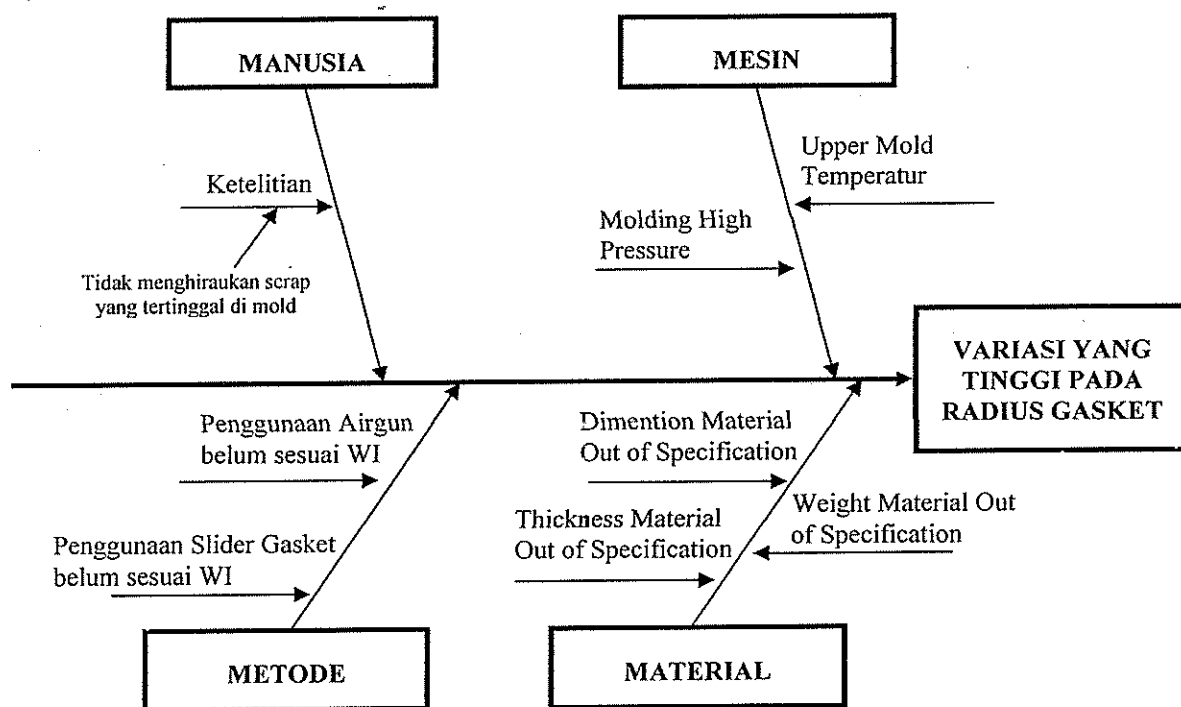 MANUSIA
MESIN
Ketelitian
Tidak menghiraukan scrap
yang tertinggal di mold
Upper Mold
Temperatur
Molding High
Pressure
VARIASI YANG
TINGGI PADA
RADIUS GASKET
Penggunaan Airgun
belum sesuai WI
Penggunaan Slider Gasket
belum sesuai WI
Dimention Material
Out of Specification
Thickness Material
Out of Specification
Weight Material Out
of Specification
METODE
MATERIAL